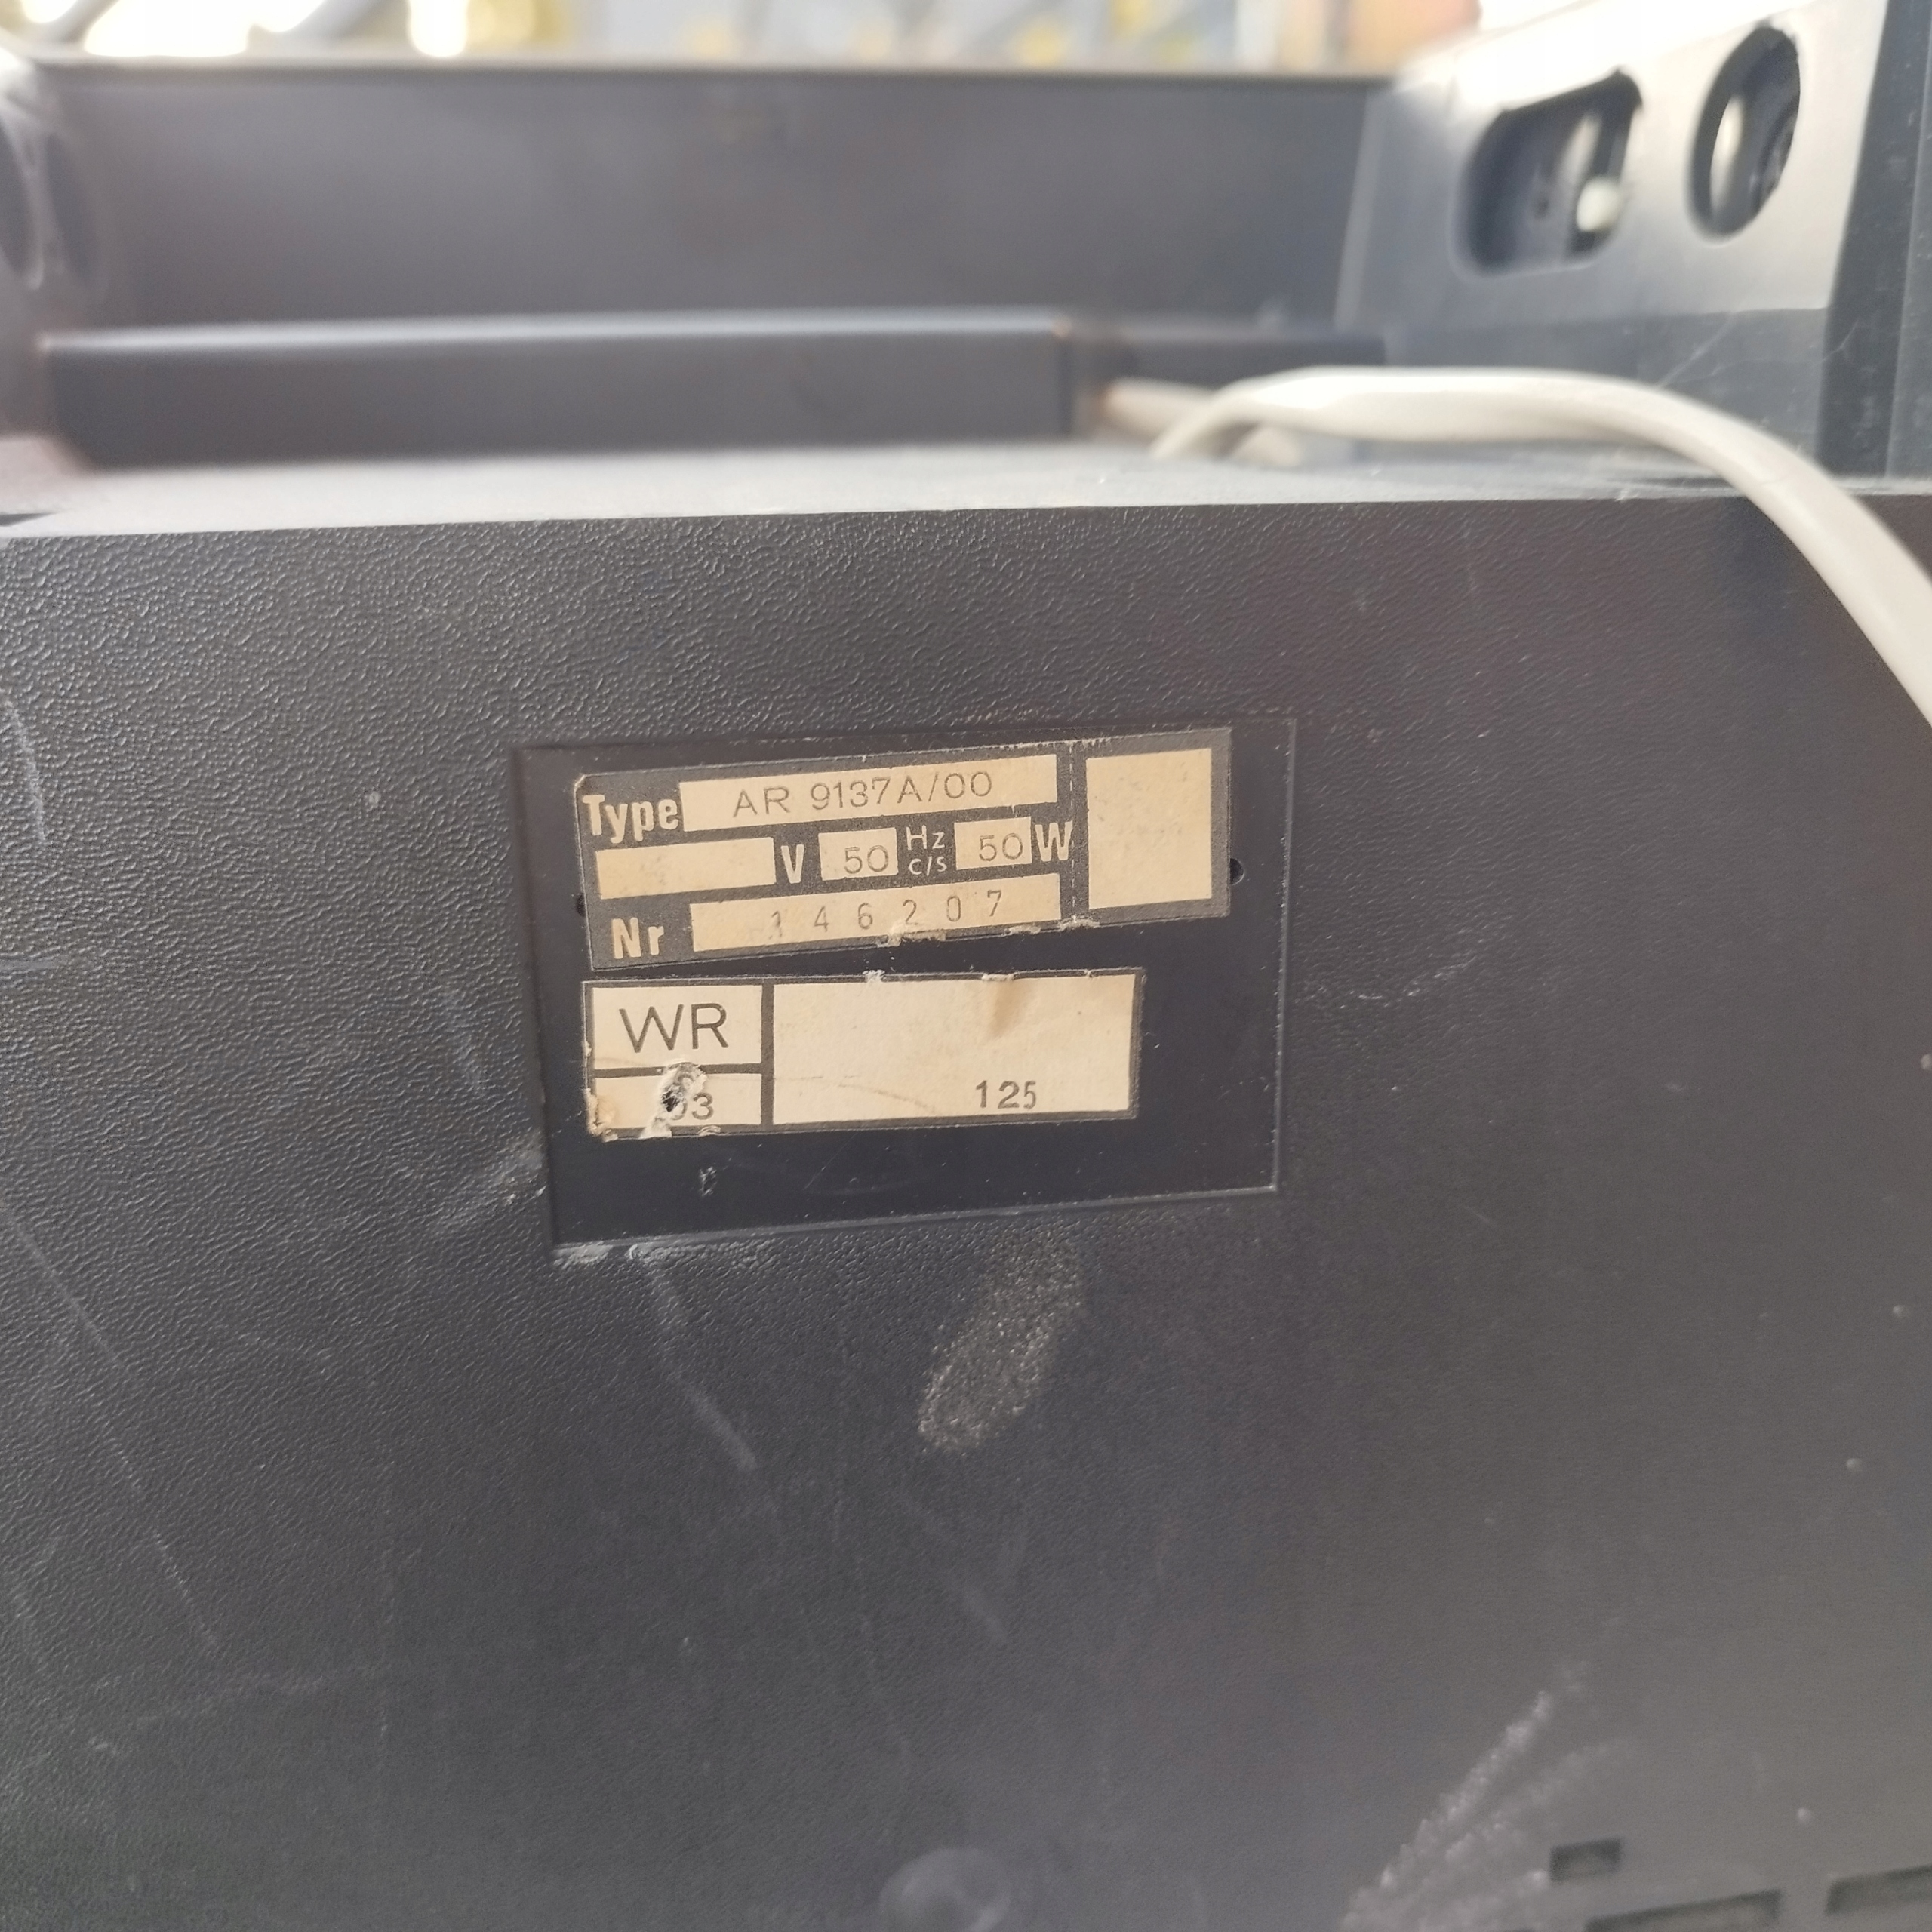 Type AR 9137A/00
V 50 Hz c/s 50 W
Nr 146207
WR
125